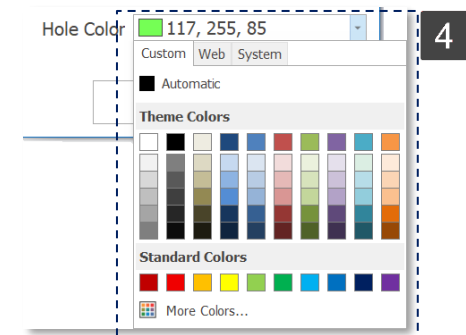 Hole Color 117, 255, 85
4
Custom Web System
Automatic
Theme Colors
Standard Colors
More Colors...